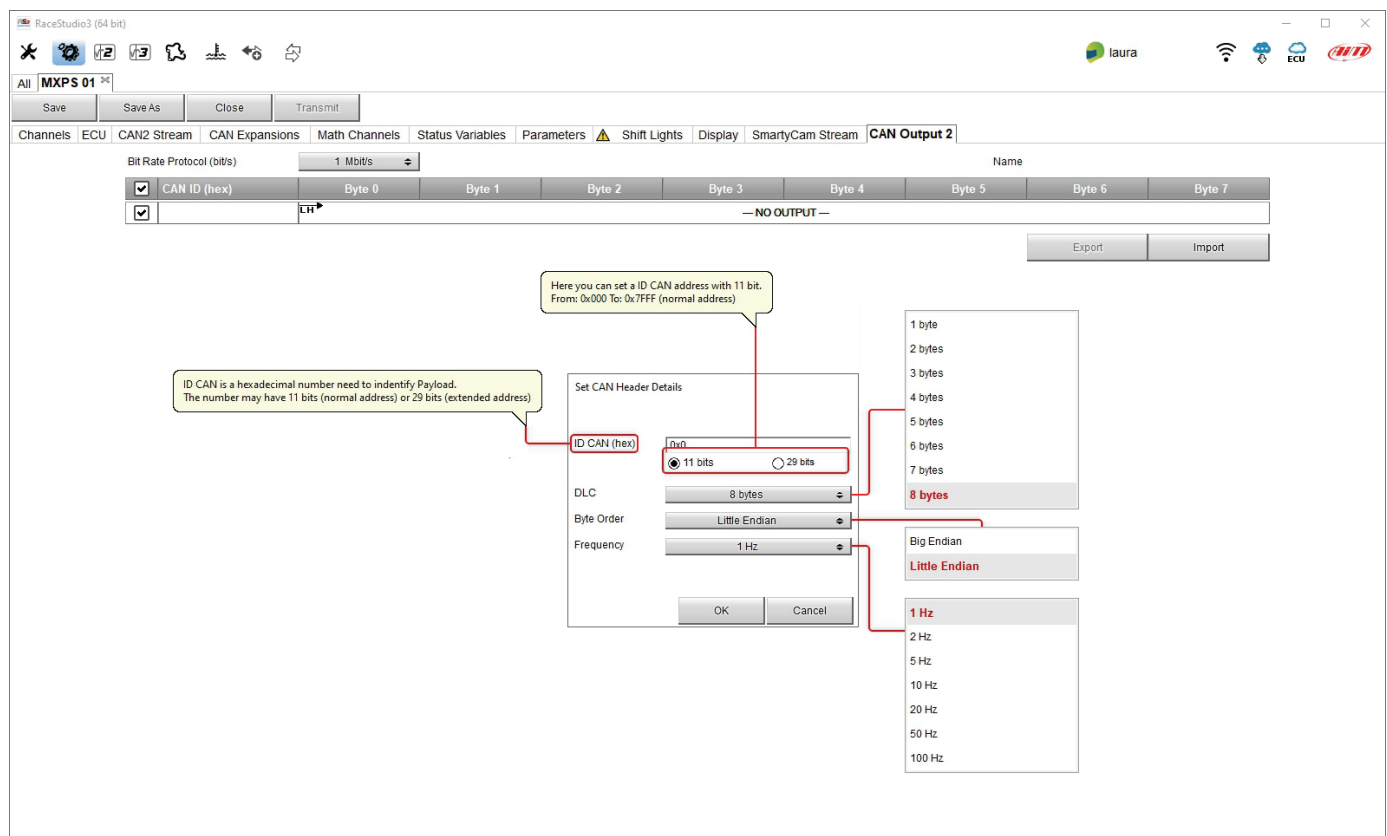 RaceStudio3 (64 bit)
laura
ECU
AiM
All MXPS 01
Save Save As Close Transmit
Channels ECU CAN2 Stream CAN Expansions Math Channels Status Variables Parameters Shift Lights Display SmartyCam Stream CAN Output 2
Bit Rate Protocol (bit/s) 1 Mbit/s Name
CAN ID (hex) Byte 0 Byte 1 Byte 2 Byte 3 Byte 4 Byte 5 Byte 6 Byte 7
LH — NO OUTPUT —
Export Import
Here you can set a ID CAN address with 11 bit.
From: 0x000 To: 0x7FFF (normal address)
ID CAN is a hexadecimal number need to indentify Payload.
The number may have 11 bits (normal address) or 29 bits (extended address)
Set CAN Header Details
ID CAN (hex) 0x0
11 bits 29 bits
DLC 8 bytes
Byte Order Little Endian
Frequency 1 Hz
OK Cancel
1 byte
2 bytes
3 bytes
4 bytes
5 bytes
6 bytes
7 bytes
8 bytes
Big Endian
Little Endian
1 Hz
2 Hz
5 Hz
10 Hz
20 Hz
50 Hz
100 Hz